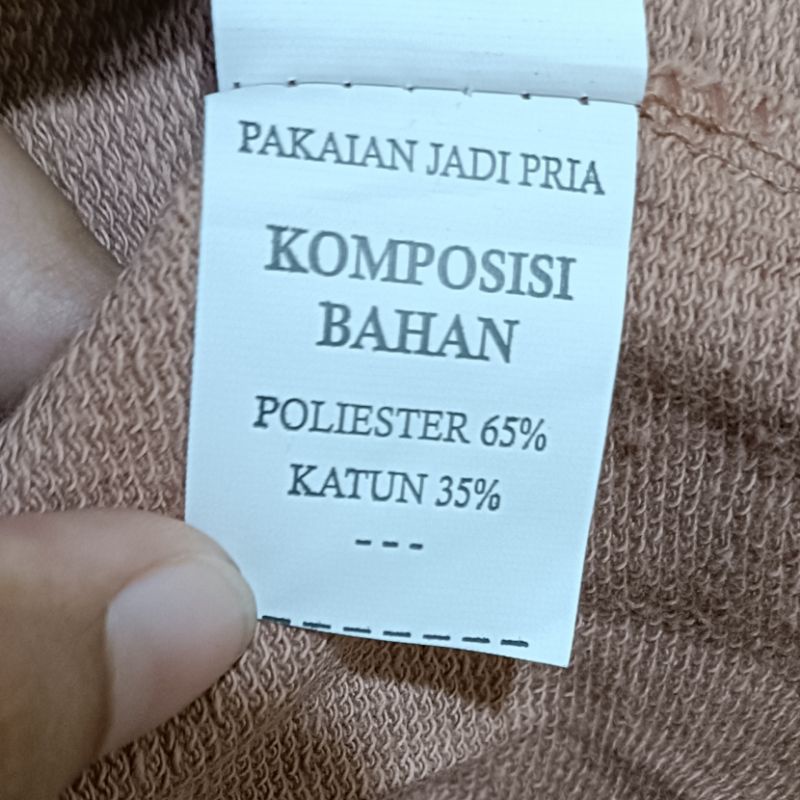 PAKAIAN JADI PRIA
KOMPOSISI
BAHAN
POLIESTER 65%
KATUN 35%
---